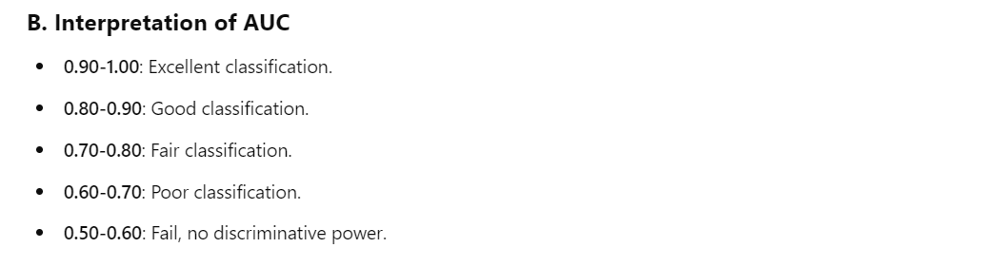 B. Interpretation of AUC
• 0.90-1.00: Excellent classification.
• 0.80-0.90: Good classification.
• 0.70-0.80: Fair classification.
• 0.60-0.70: Poor classification.
• 0.50-0.60: Fail, no discriminative power.